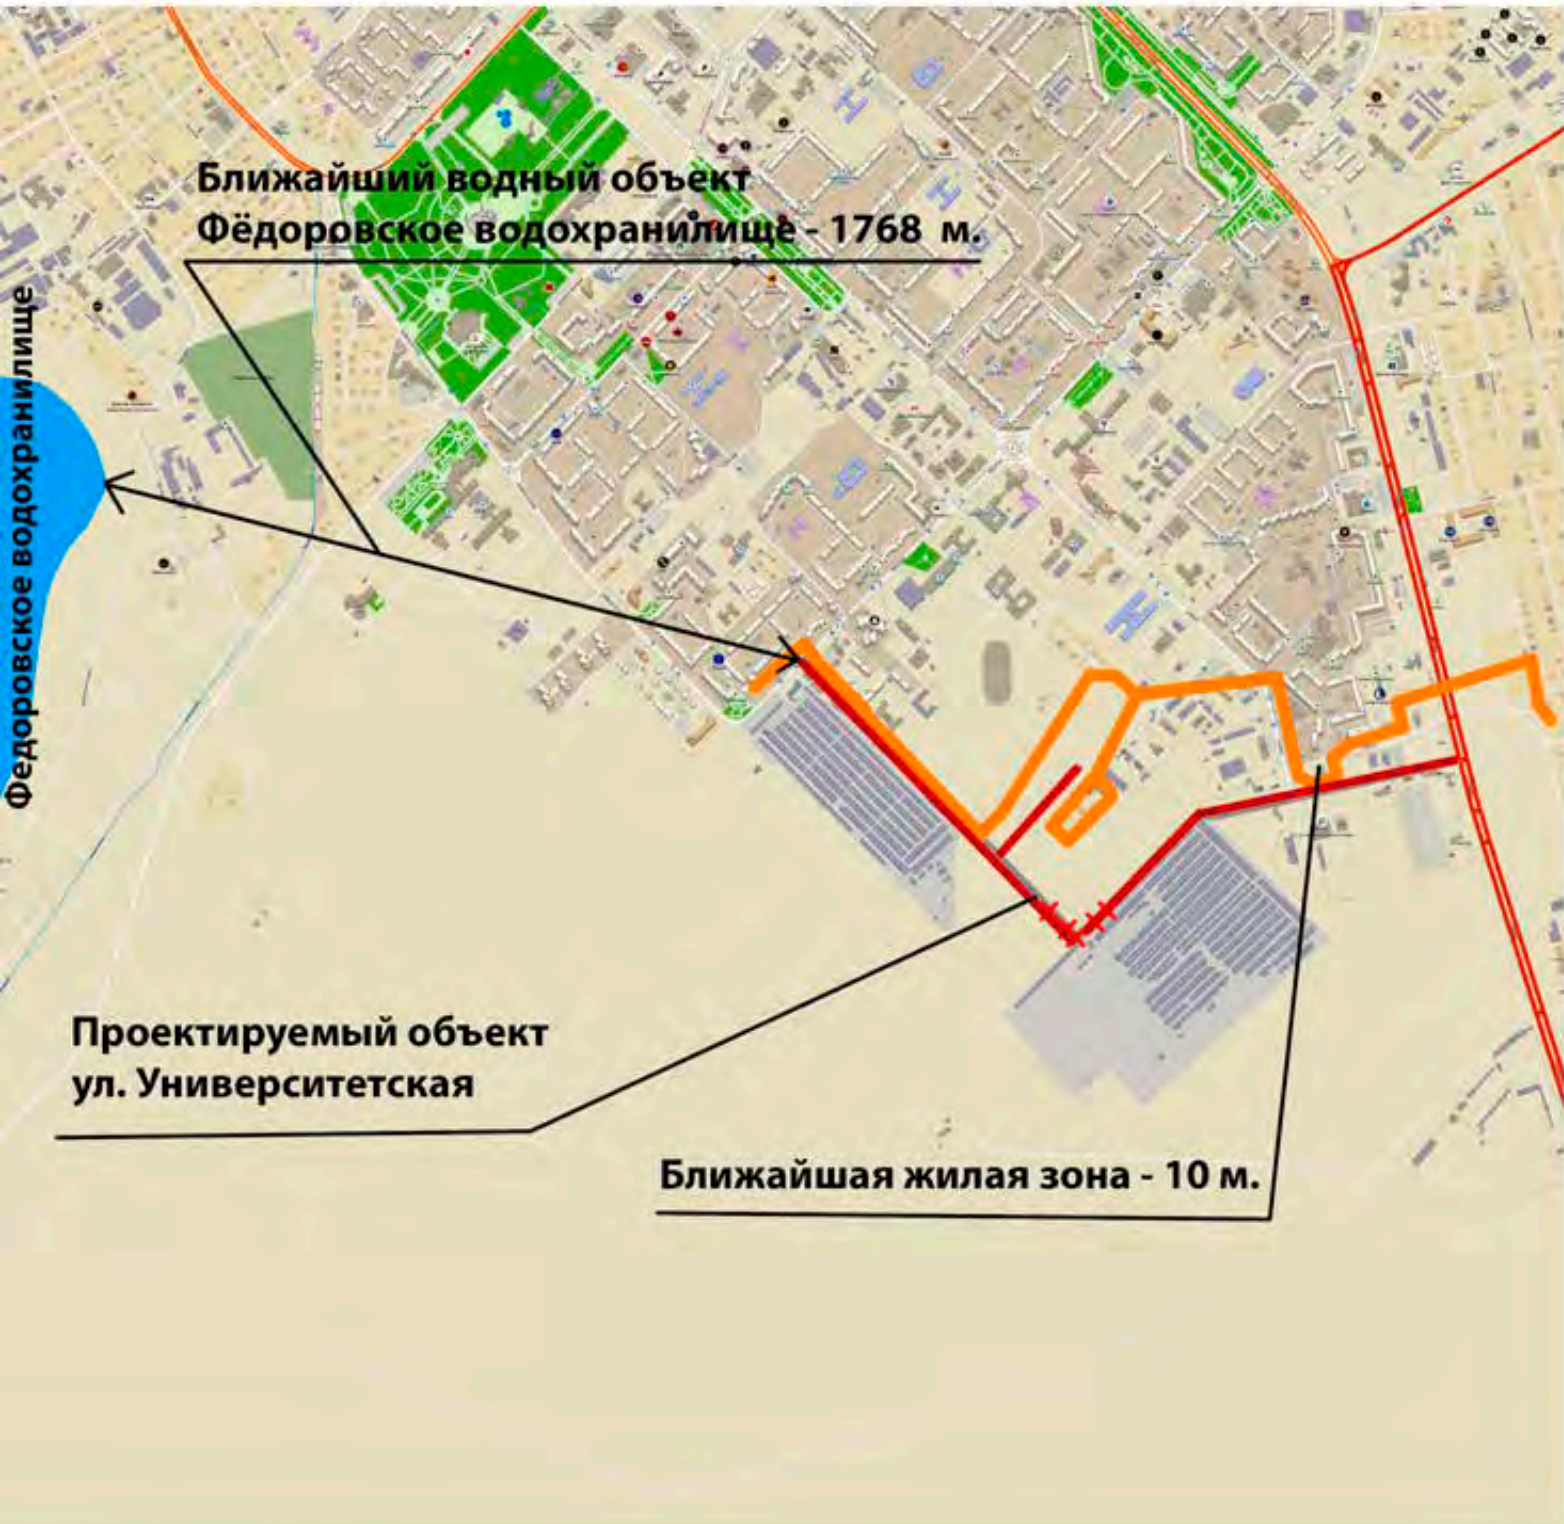 Ближайший водный объект
Фёдоровское водохранилище - 1768 м.
Федоровское водохранилище
Проектируемый объект
ул. Университетская
Ближайшая жилая зона - 10 м.